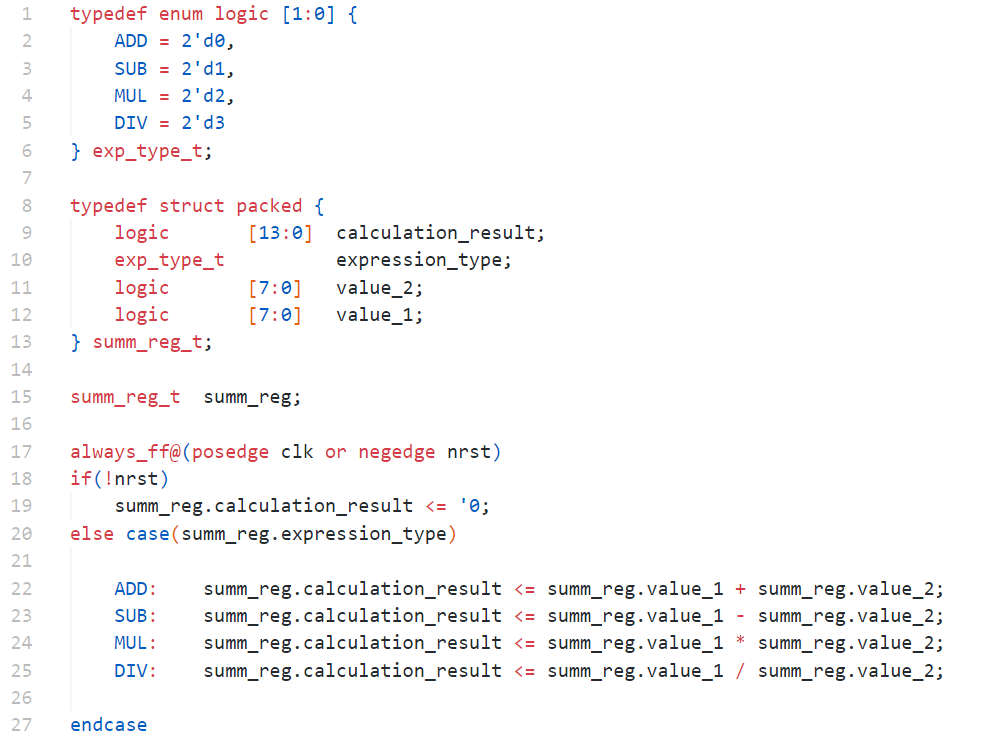 1 typedef enum logic [1:0] {
2     ADD = 2'd0,
3     SUB = 2'd1,
4     MUL = 2'd2,
5     DIV = 2'd3
6 } exp_type_t;
7
8 typedef struct packed {
9     logic       [13:0]  calculation_result;
10     exp_type_t          expression_type;
11     logic       [7:0]   value_2;
12     logic       [7:0]   value_1;
13 } summ_reg_t;
14
15 summ_reg_t  summ_reg;
16
17 always_ff@(posedge clk or negedge nrst)
18 if(!nrst)
19     summ_reg.calculation_result <= '0;
20 else case(summ_reg.expression_type)
21
22     ADD:    summ_reg.calculation_result <= summ_reg.value_1 + summ_reg.value_2;
23     SUB:    summ_reg.calculation_result <= summ_reg.value_1 - summ_reg.value_2;
24     MUL:    summ_reg.calculation_result <= summ_reg.value_1 * summ_reg.value_2;
25     DIV:    summ_reg.calculation_result <= summ_reg.value_1 / summ_reg.value_2;
26
27 endcase